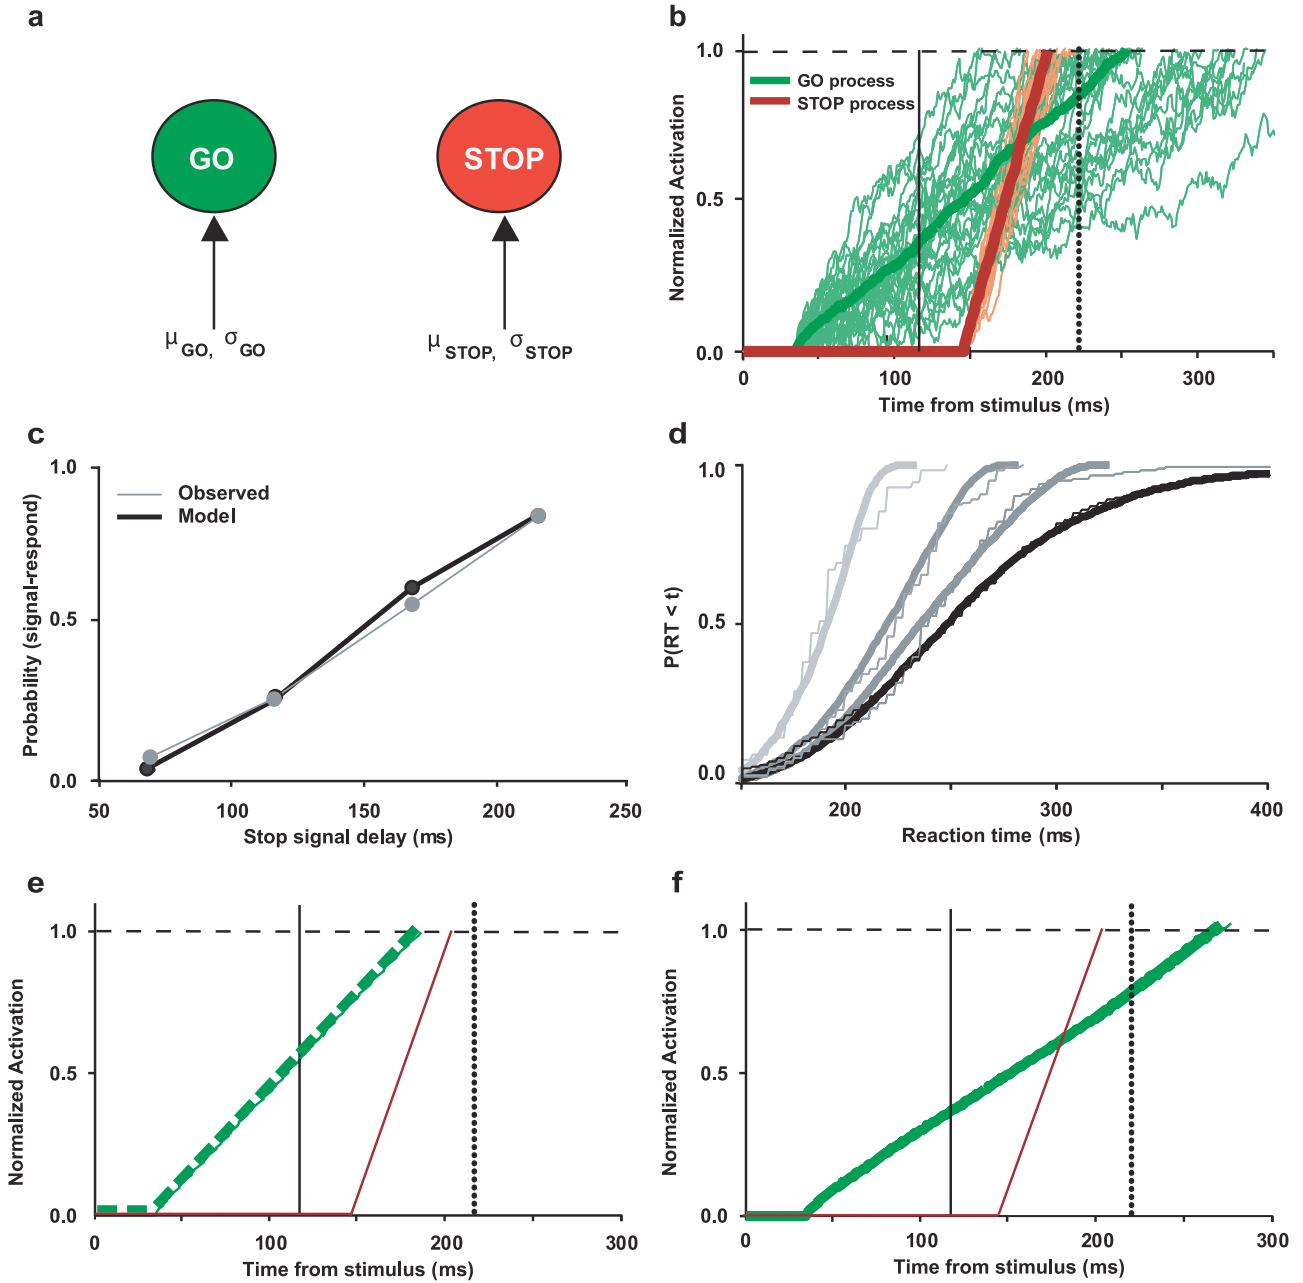 a
GO
STOP
μGO, σGO
μSTOP, σSTOP
b
1.0
0.5
0.0
Normalized Activation
GO process
STOP process
0
100
200
300
Time from stimulus (ms)
c
1.0
0.5
0.0
Probability (signal-respond)
Observed
Model
50
100
150
200
250
Stop signal delay (ms)
d
1.0
0.5
0.0
P(RT < t)
200
300
400
Reaction time (ms)
e
1.0
0.5
0.0
Normalized Activation
0
100
200
300
Time from stimulus (ms)
f
1.0
0.5
0.0
Normalized Activation
0
100
200
300
Time from stimulus (ms)